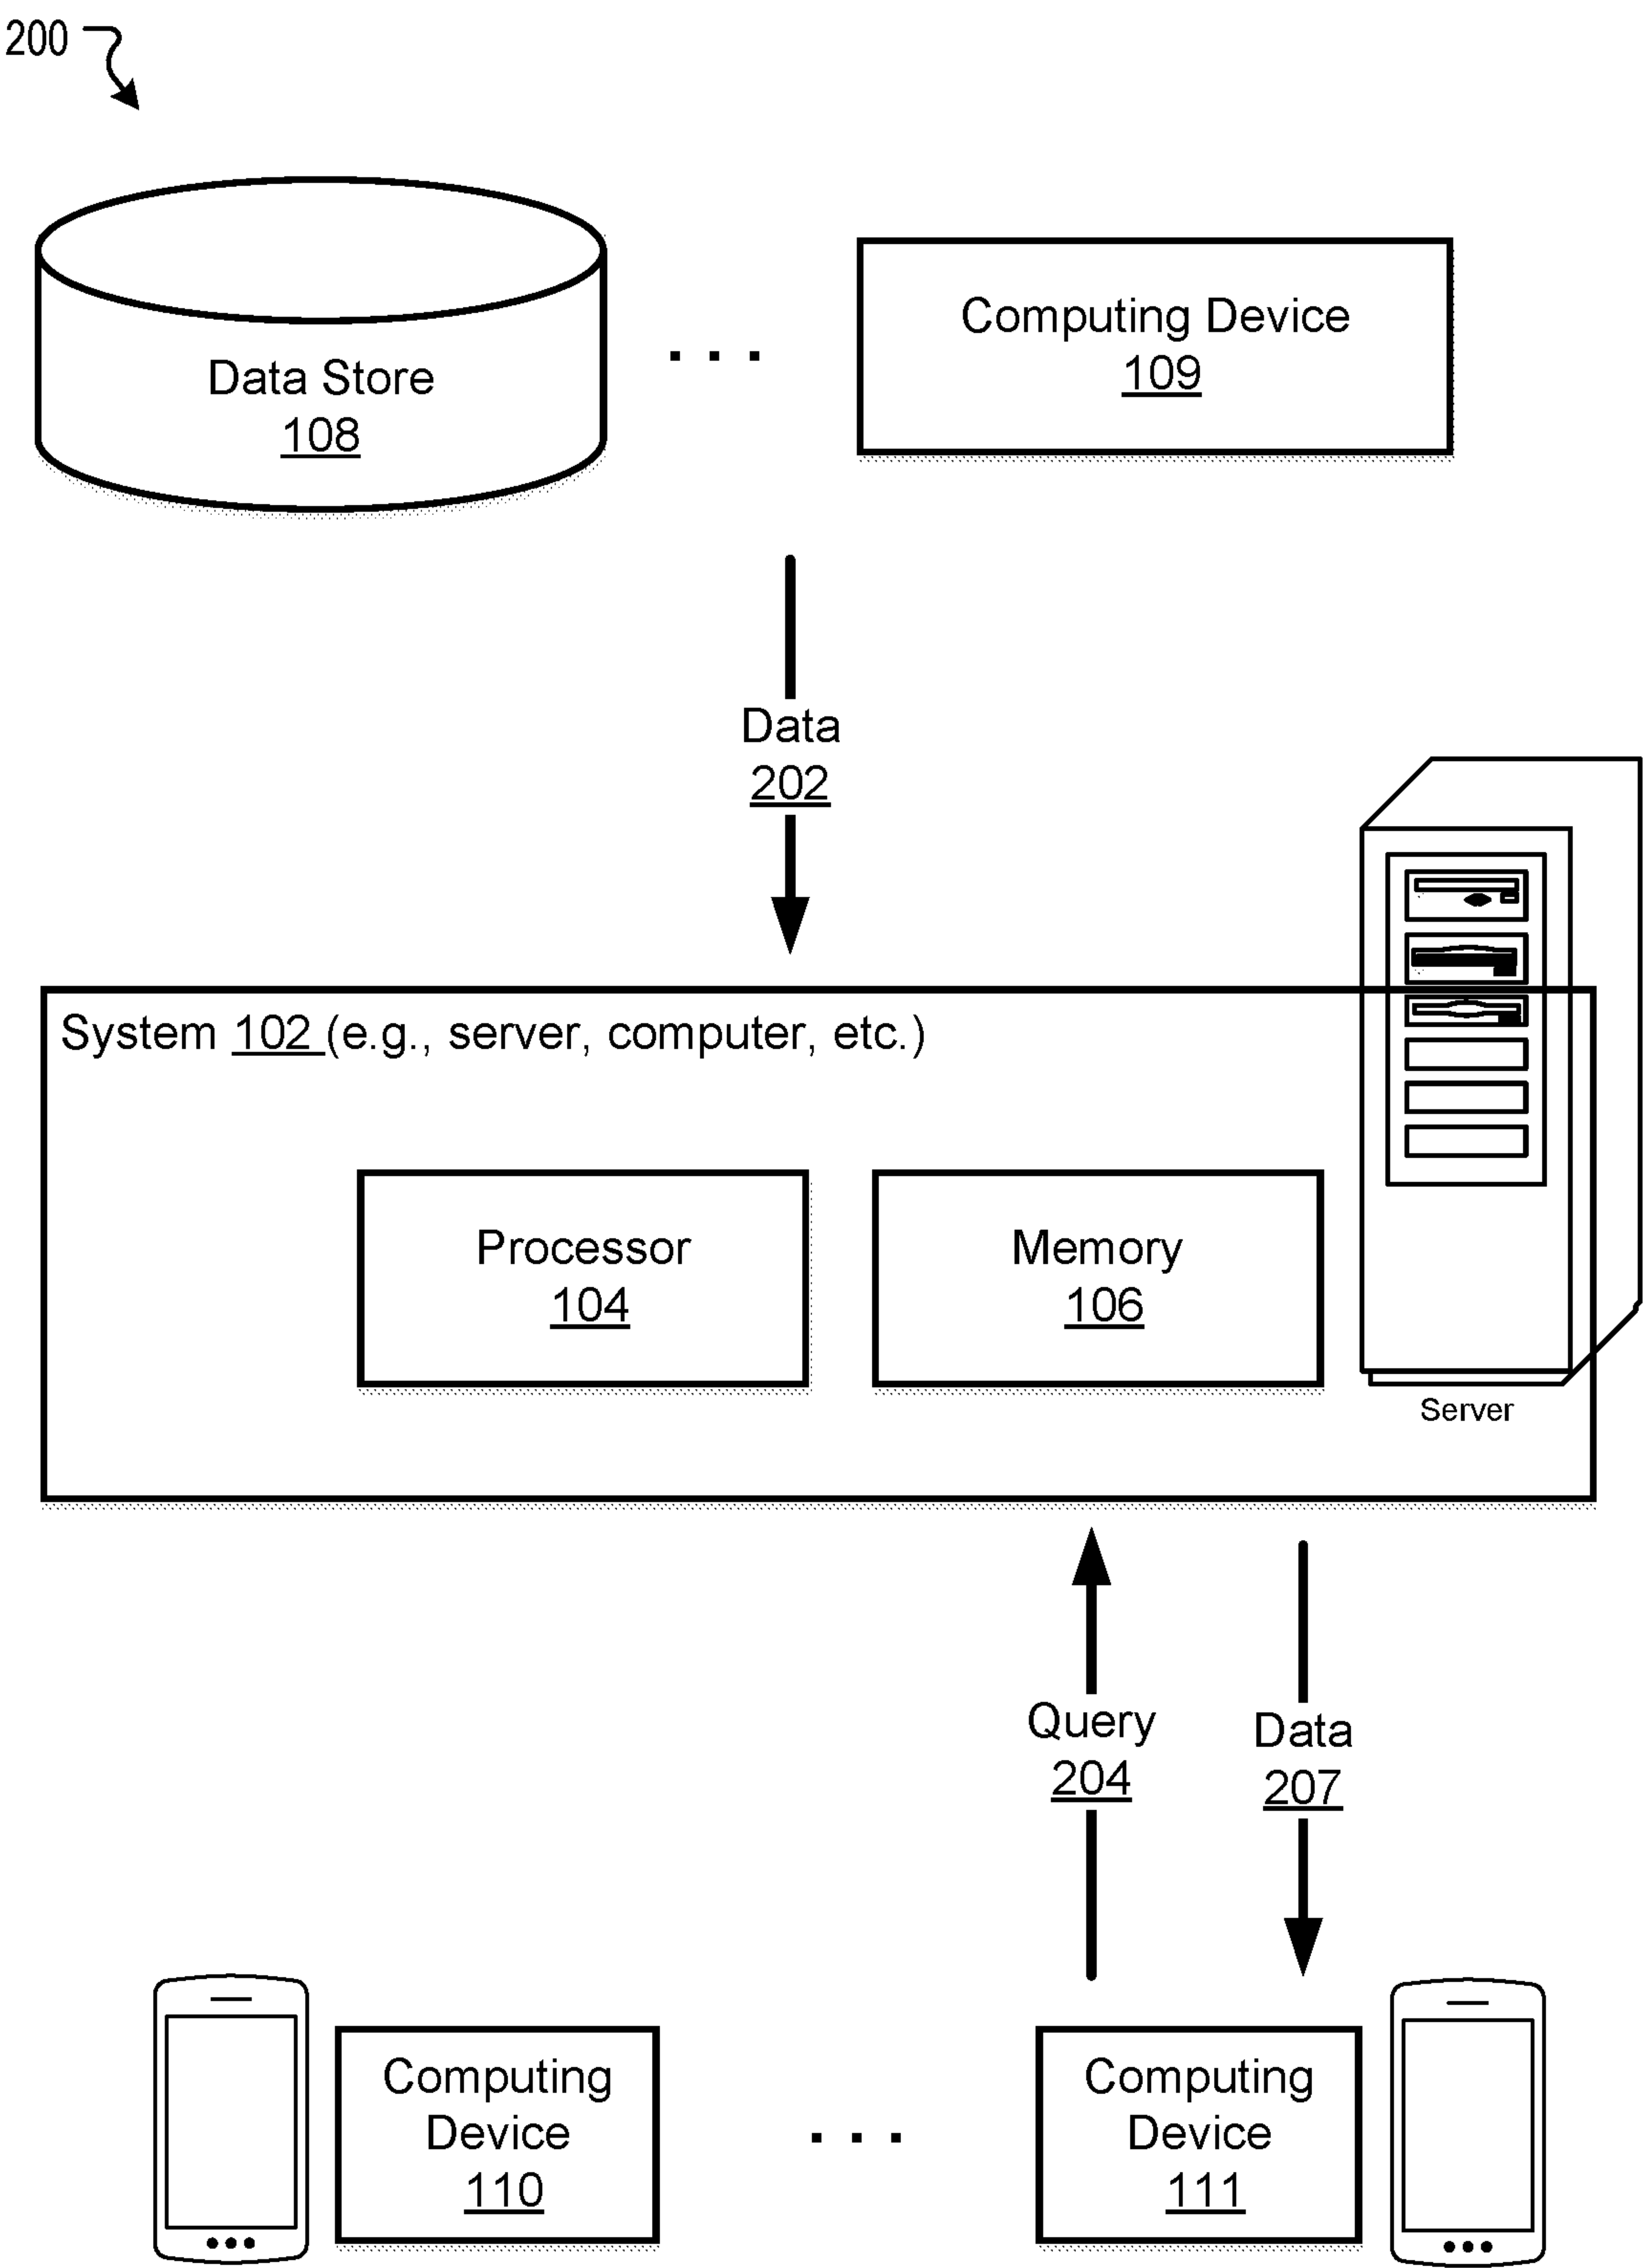 200
Data Store
108
. . .
Computing Device
109
Data
202
System 102 (e.g., server, computer, etc.)
Processor
104
Memory
106
Server
Query
204
Data
207
Computing
Device
110
. . .
Computing
Device
111